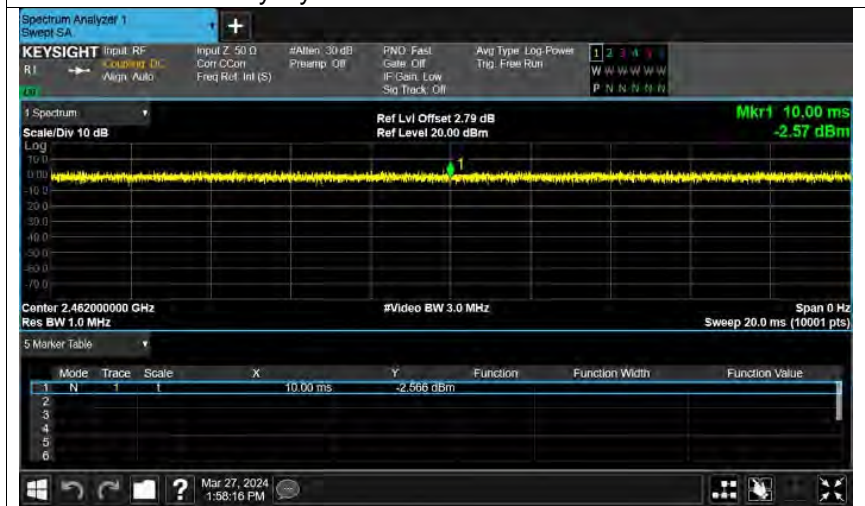 Spectrum Analyzer 1
Swept SA
+
KEYSIGHT Input: RF Input Z: 50 Ω #Atten: 30 dB PNO: Fast Avg Type: Log-Power 1 2 3 4 5 6
Coupling: DC Corr CCorr Preamp: Off Gate: Off Trig: Free Run W W W W W W
Align: Auto Freq Ref: Int (S) IF Gain: Low
Sig Track: Off P N N N N N
1 Spectrum
Ref Lvl Offset 2.79 dB
Mkr1 10.00 ms
Scale/Div 10 dB
Ref Level 20.00 dBm
-2.57 dBm
Log
10.0
0.00
-10.0
-20.0
-30.0
-40.0
-50.0
-60.0
-70.0
1
Center 2.462000000 GHz #Video BW 3.0 MHz Span 0 Hz
Res BW 1.0 MHz Sweep 20.0 ms (10001 pts)
5 Marker Table
Mode Trace Scale X Y Function Function Width Function Value
1 N 1 t 10.00 ms -2.566 dBm
2
3
4
5
6
? Mar 27, 2024
1:58:16 PM